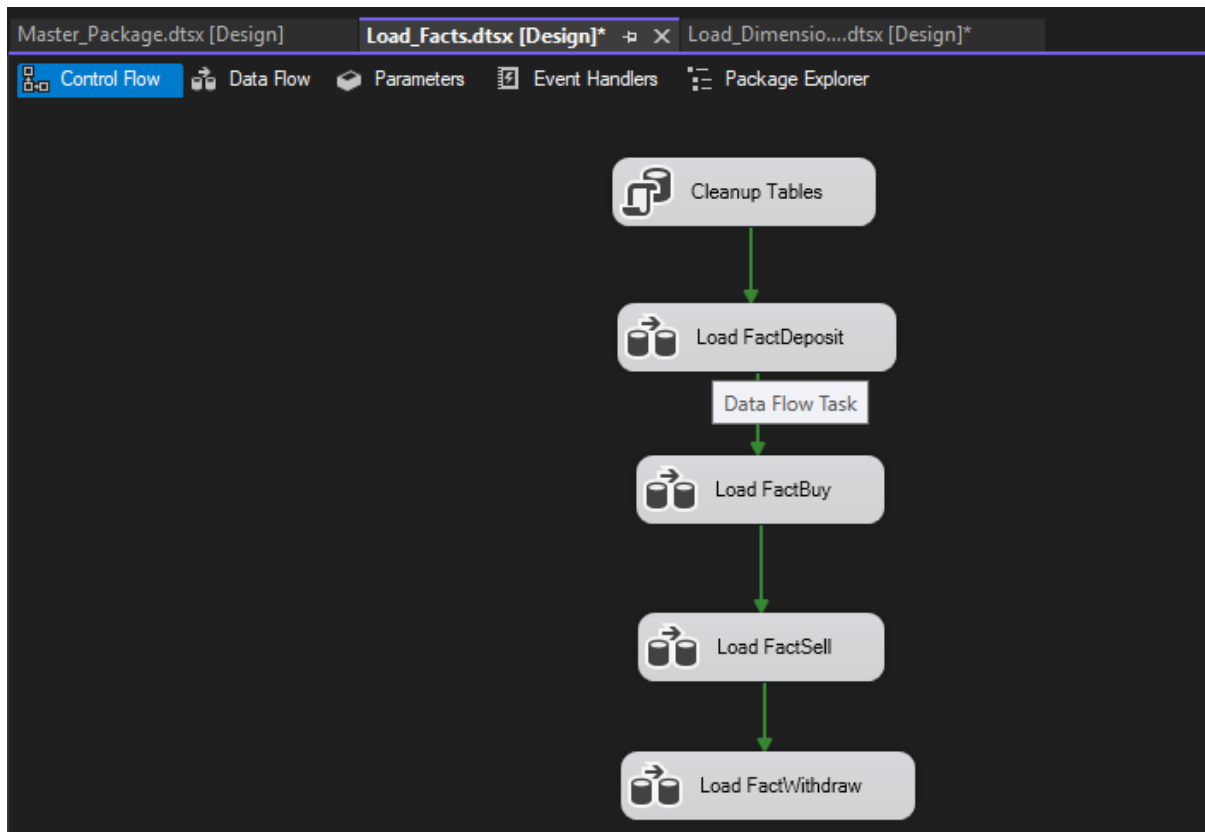 Master_Package.dtsx [Design] Load_Facts.dtsx [Design]* Load_Dimensio....dtsx [Design]*
Control Flow Data Flow Parameters Event Handlers Package Explorer
Cleanup Tables
Load FactDeposit
Data Flow Task
Load FactBuy
Load FactSell
Load FactWithdraw